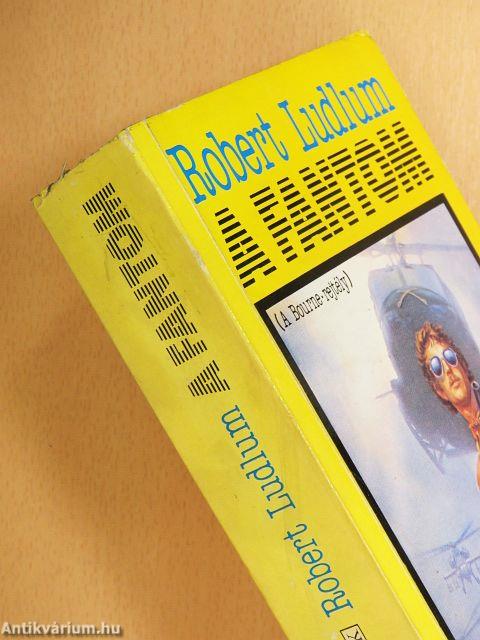 Robert Ludlum
A FANTOM
(A Bourne-rejtély)
A FANTOM
Robert Ludlum
Antikvárium.hu